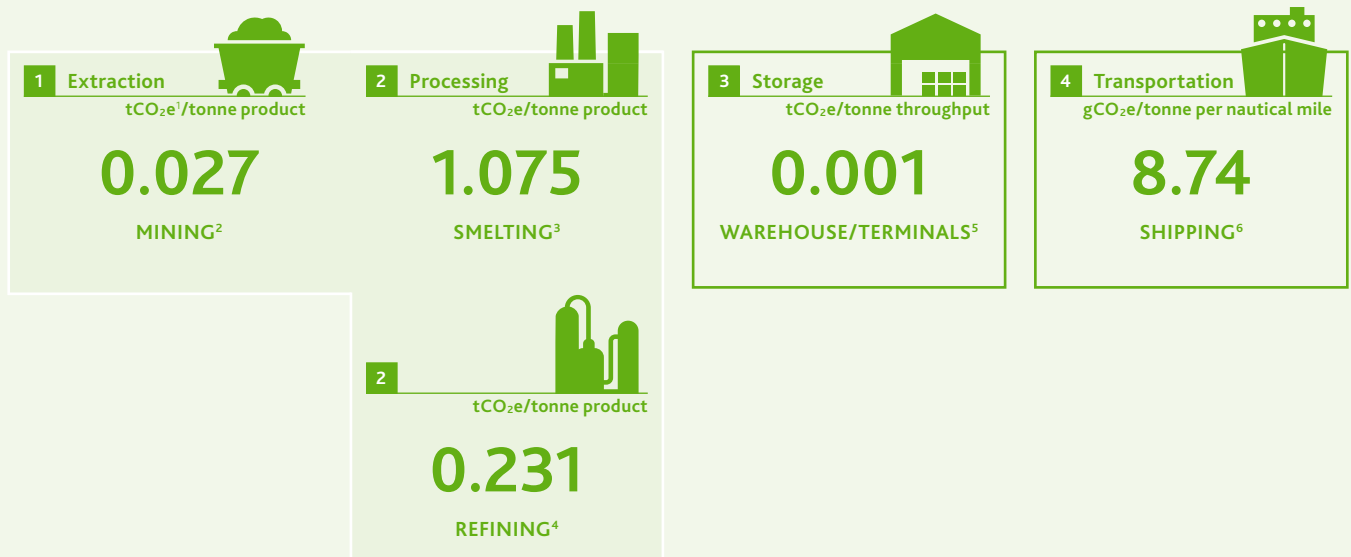 1 Extraction
tCO₂e¹/tonne product
0.027
MINING²
2 Processing
tCO₂e/tonne product
1.075
SMELTING³
2
tCO₂e/tonne product
0.231
REFINING⁴
3 Storage
tCO₂e/tonne throughput
0.001
WAREHOUSE/TERMINALS⁵
4 Transportation
gCO₂e/tonne per nautical mile
8.74
SHIPPING⁶